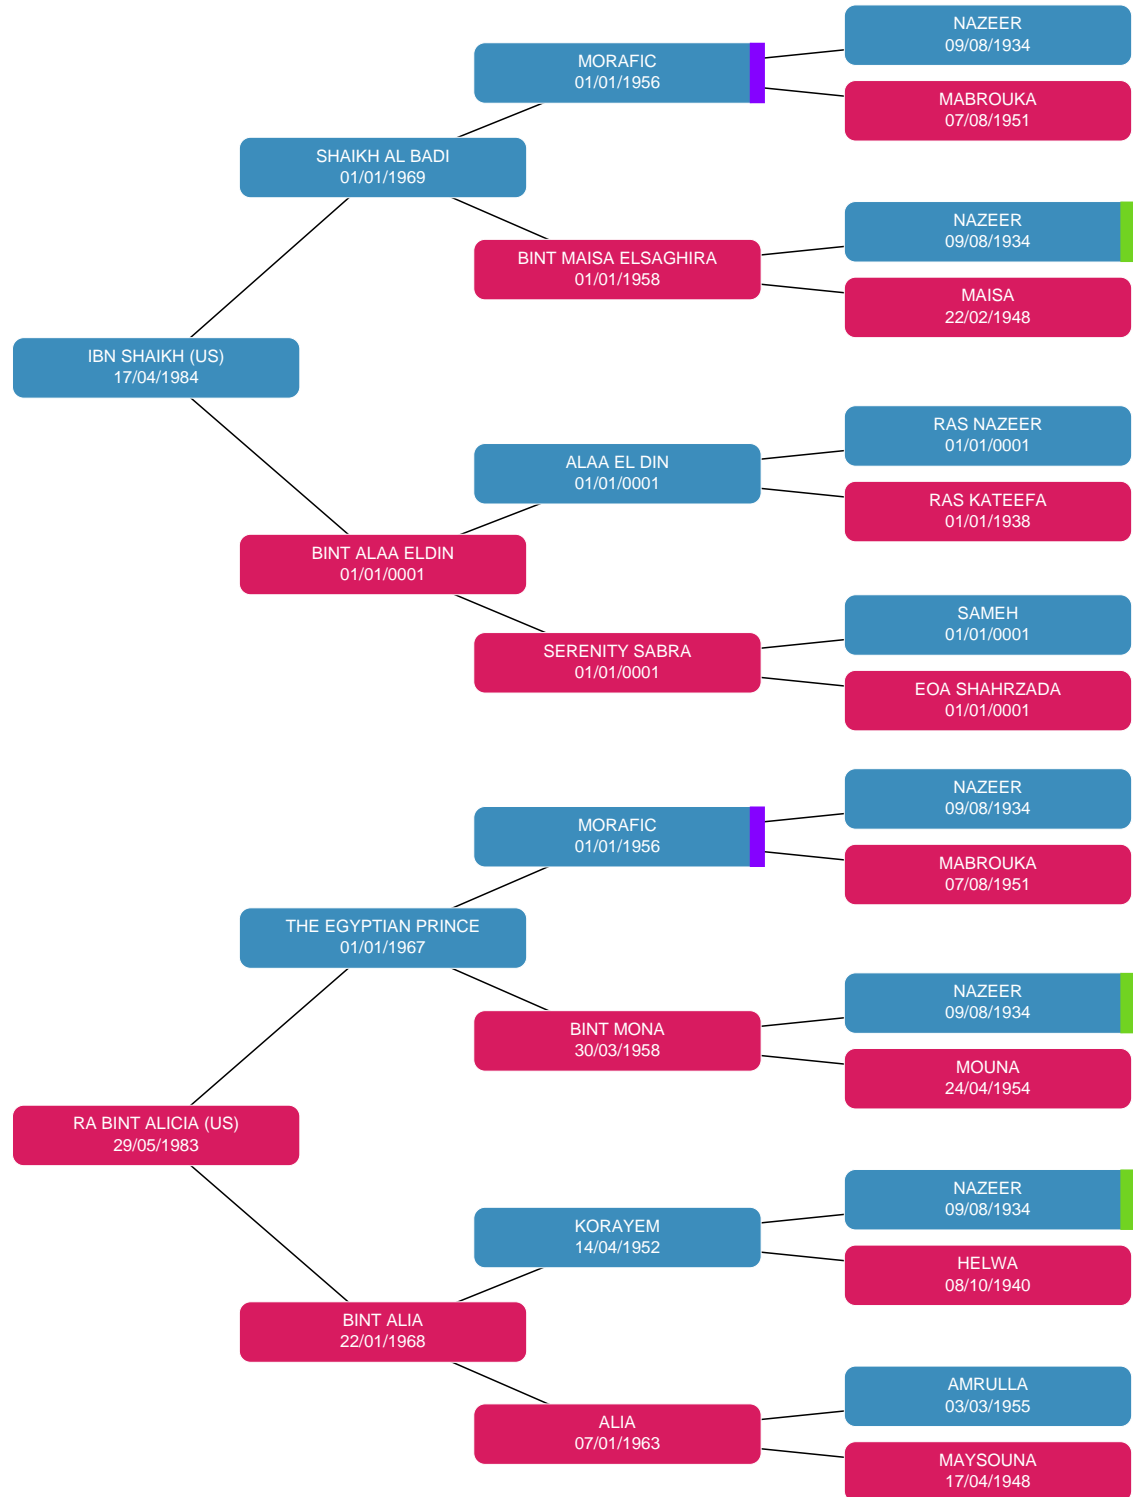 NAZEER
09/08/1934
MORAFIC
01/01/1956
MABROUKA
07/08/1951
SHAIKH AL BADI
01/01/1969
NAZEER
09/08/1934
BINT MAISA ELSAGHIRA
01/01/1958
MAISA
22/02/1948
IBN SHAIKH (US)
17/04/1984
RAS NAZEER
01/01/0001
ALAA EL DIN
01/01/0001
RAS KATEEFA
01/01/1938
BINT ALAA ELDIN
01/01/0001
SAMEH
01/01/0001
SERENITY SABRA
01/01/0001
EOA SHAHRZADA
01/01/0001
NAZEER
09/08/1934
MORAFIC
01/01/1956
MABROUKA
07/08/1951
THE EGYPTIAN PRINCE
01/01/1967
NAZEER
09/08/1934
BINT MONA
30/03/1958
MOUNA
24/04/1954
RA BINT ALICIA (US)
29/05/1983
NAZEER
09/08/1934
KORAYEM
14/04/1952
HELWA
08/10/1940
BINT ALIA
22/01/1968
AMRULLA
03/03/1955
ALIA
07/01/1963
MAYSOUNA
17/04/1948